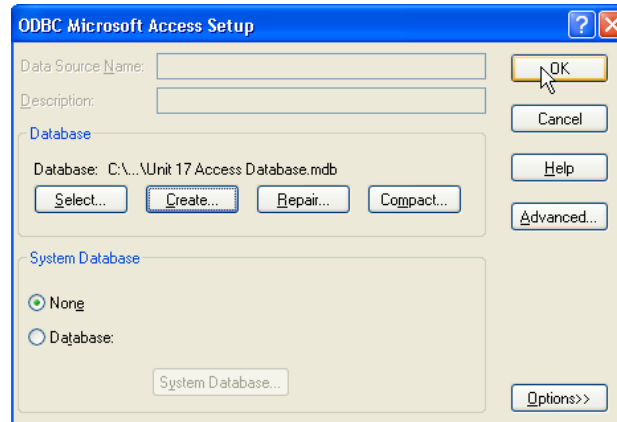 ODBC Microsoft Access Setup
Data Source Name:
OK
Description:
Cancel
Database
Database: C:\...\Unit 17 Access Database.mdb
Help
Select...
Create...
Repair...
Compact...
Advanced...
System Database
None
Database:
System Database...
Options>>